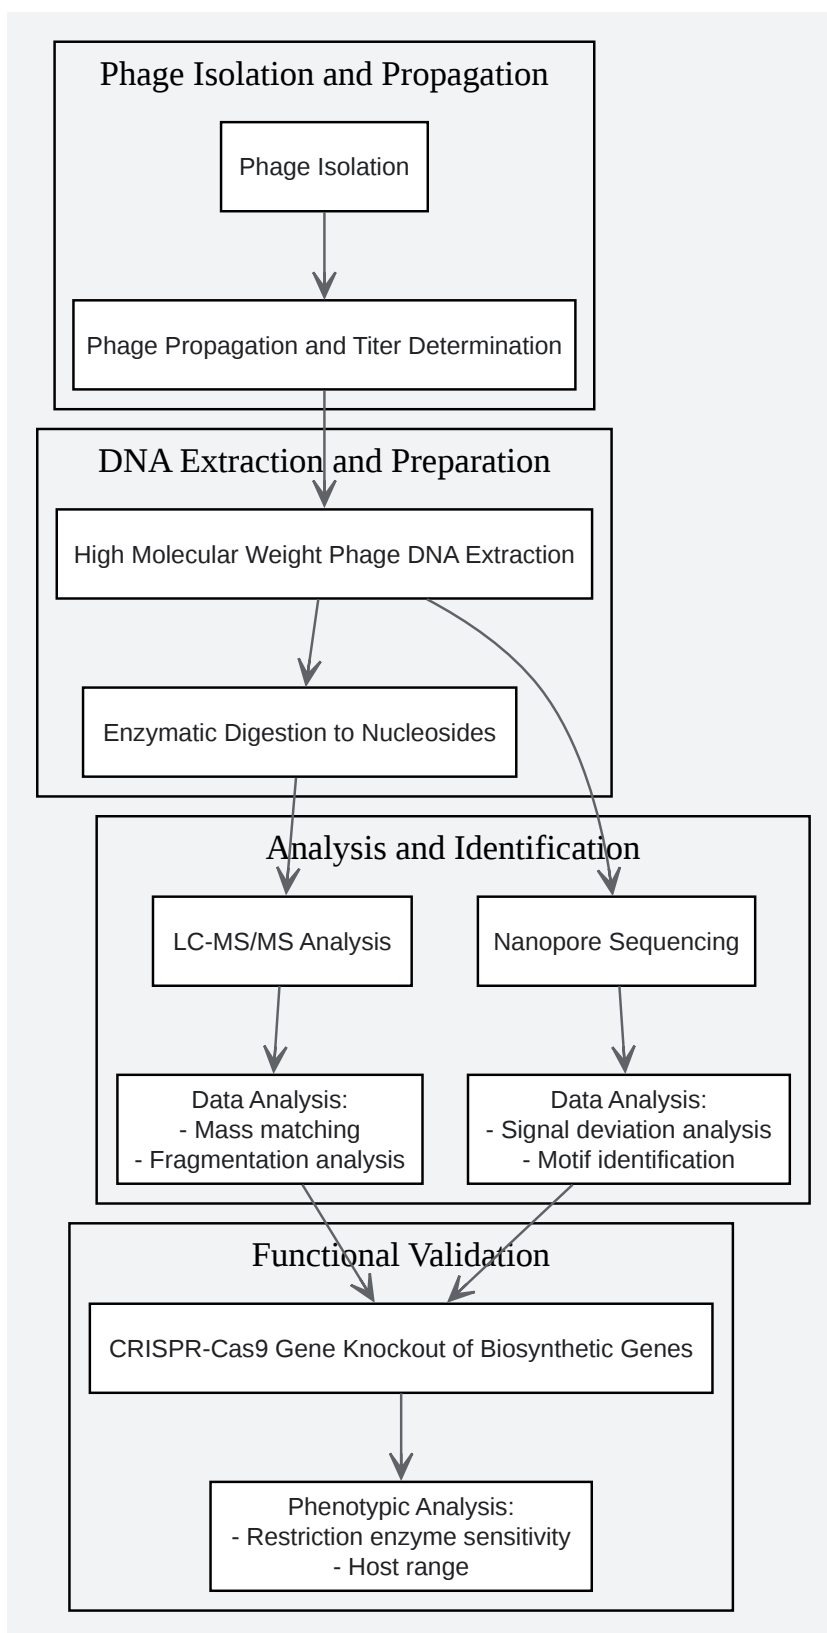 Phage Isolation and Propagation
Phage Isolation
Phage Propagation and Titer Determination
DNA Extraction and Preparation
High Molecular Weight Phage DNA Extraction
Enzymatic Digestion to Nucleosides
Analysis and Identification
LC-MS/MS Analysis
Nanopore Sequencing
Data Analysis:
- Mass matching
- Fragmentation analysis
Data Analysis:
- Signal deviation analysis
- Motif identification
Functional Validation
CRISPR-Cas9 Gene Knockout of Biosynthetic Genes
Phenotypic Analysis:
- Restriction enzyme sensitivity
- Host range